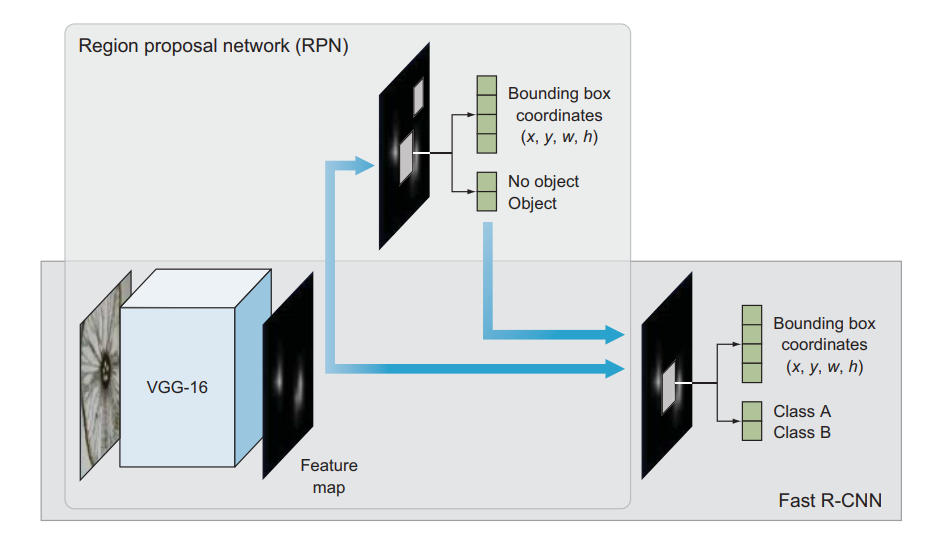 Region proposal network (RPN)
Bounding box
coordinates
(x, y, w, h)
No object
Object
VGG-16
Feature
map
Bounding box
coordinates
(x, y, w, h)
Class A
Class B
Fast R-CNN